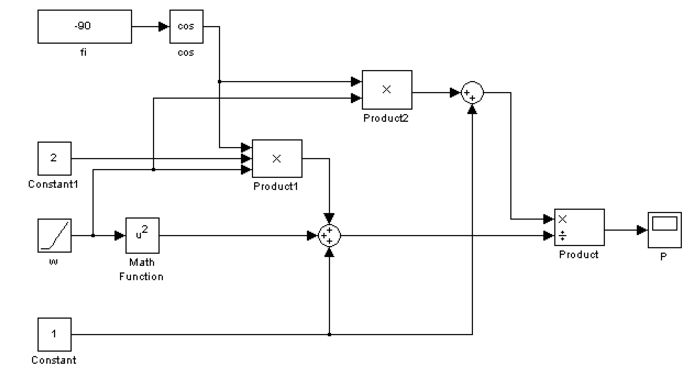 -90
cos
fi
cos
×
Product2
2
Constant1
×
Product1
w
u²
Math
Function
×
÷
Product
P
1
Constant
+
+
+
+
+